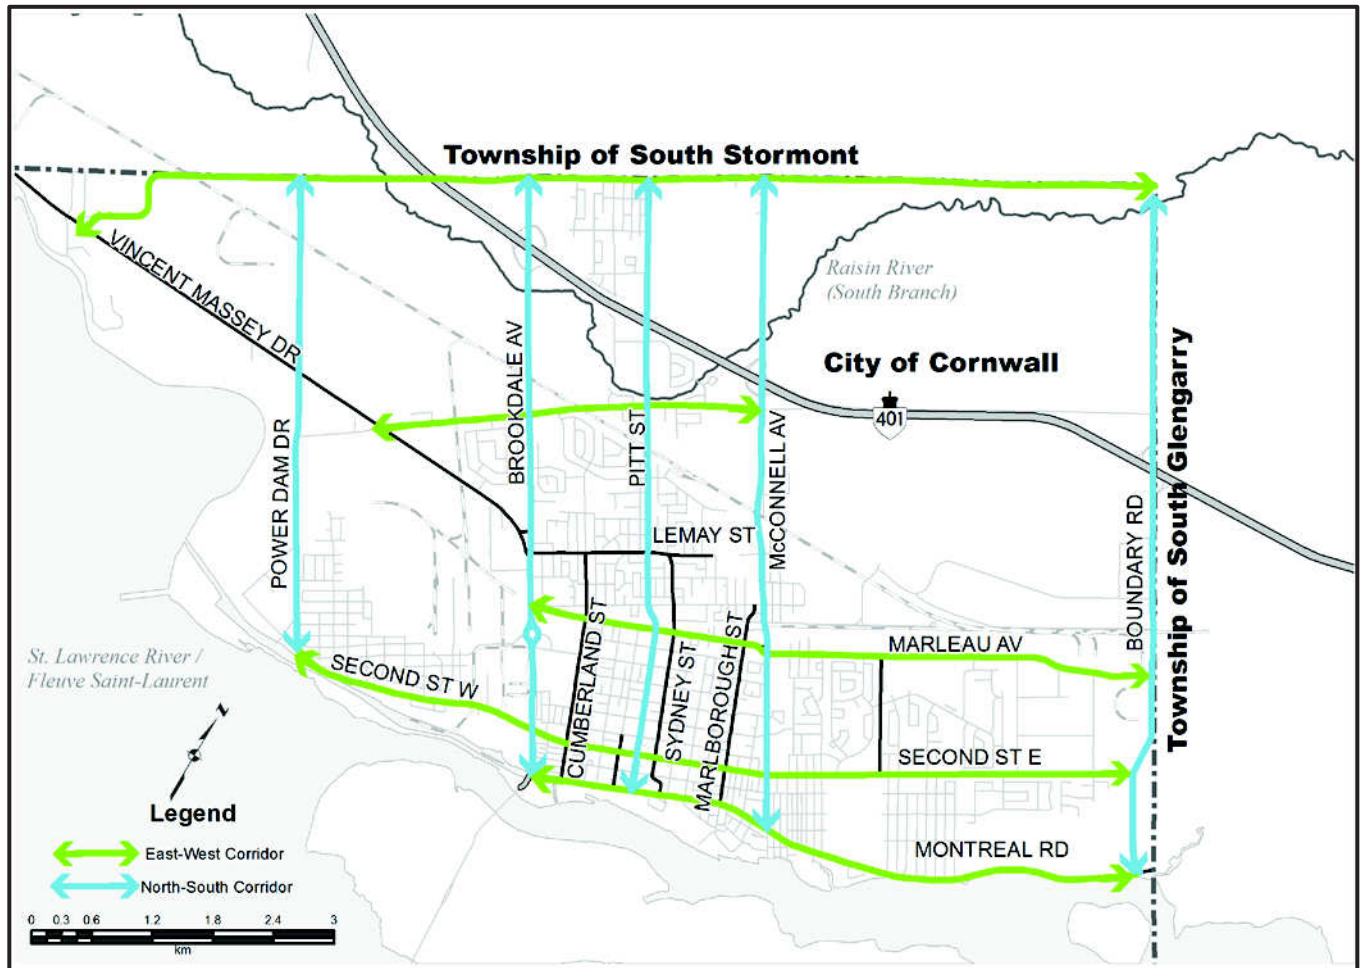 Township of South Stormont
VINCENT MASSEY DR
Raisin River
(South Branch)
City of Cornwall
401
POWER DAM DR
BROOKDALE AV
PITT ST
McCONNELL AV
LEMAY ST
BOUNDARY RD
Township of South Glengarry
St. Lawrence River /
Fleuve Saint-Laurent
SECOND ST W
CUMBERLAND ST
SYDNEY ST
MARLBOROUGH ST
MARLEAU AV
SECOND ST E
MONTREAL RD
N
Legend
East-West Corridor
North-South Corridor
0 0.3 0.6 1.2 1.8 2.4 3
km